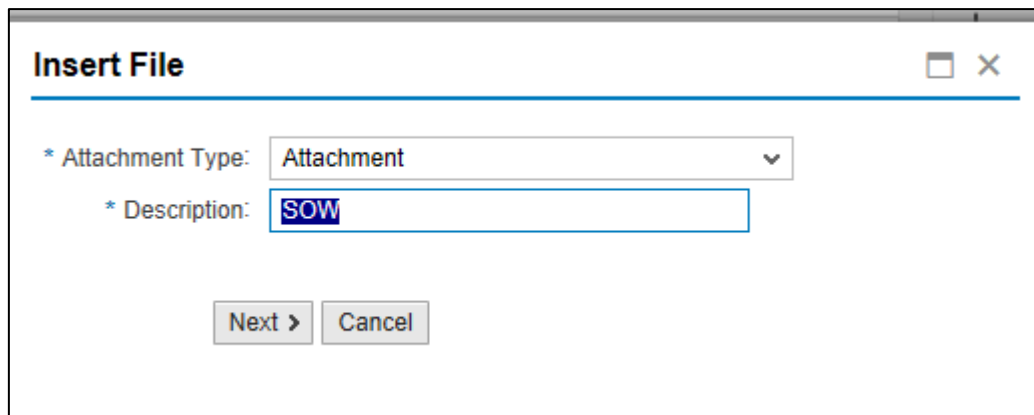 Insert File
* Attachment Type: Attachment
* Description: SOW
Next > Cancel